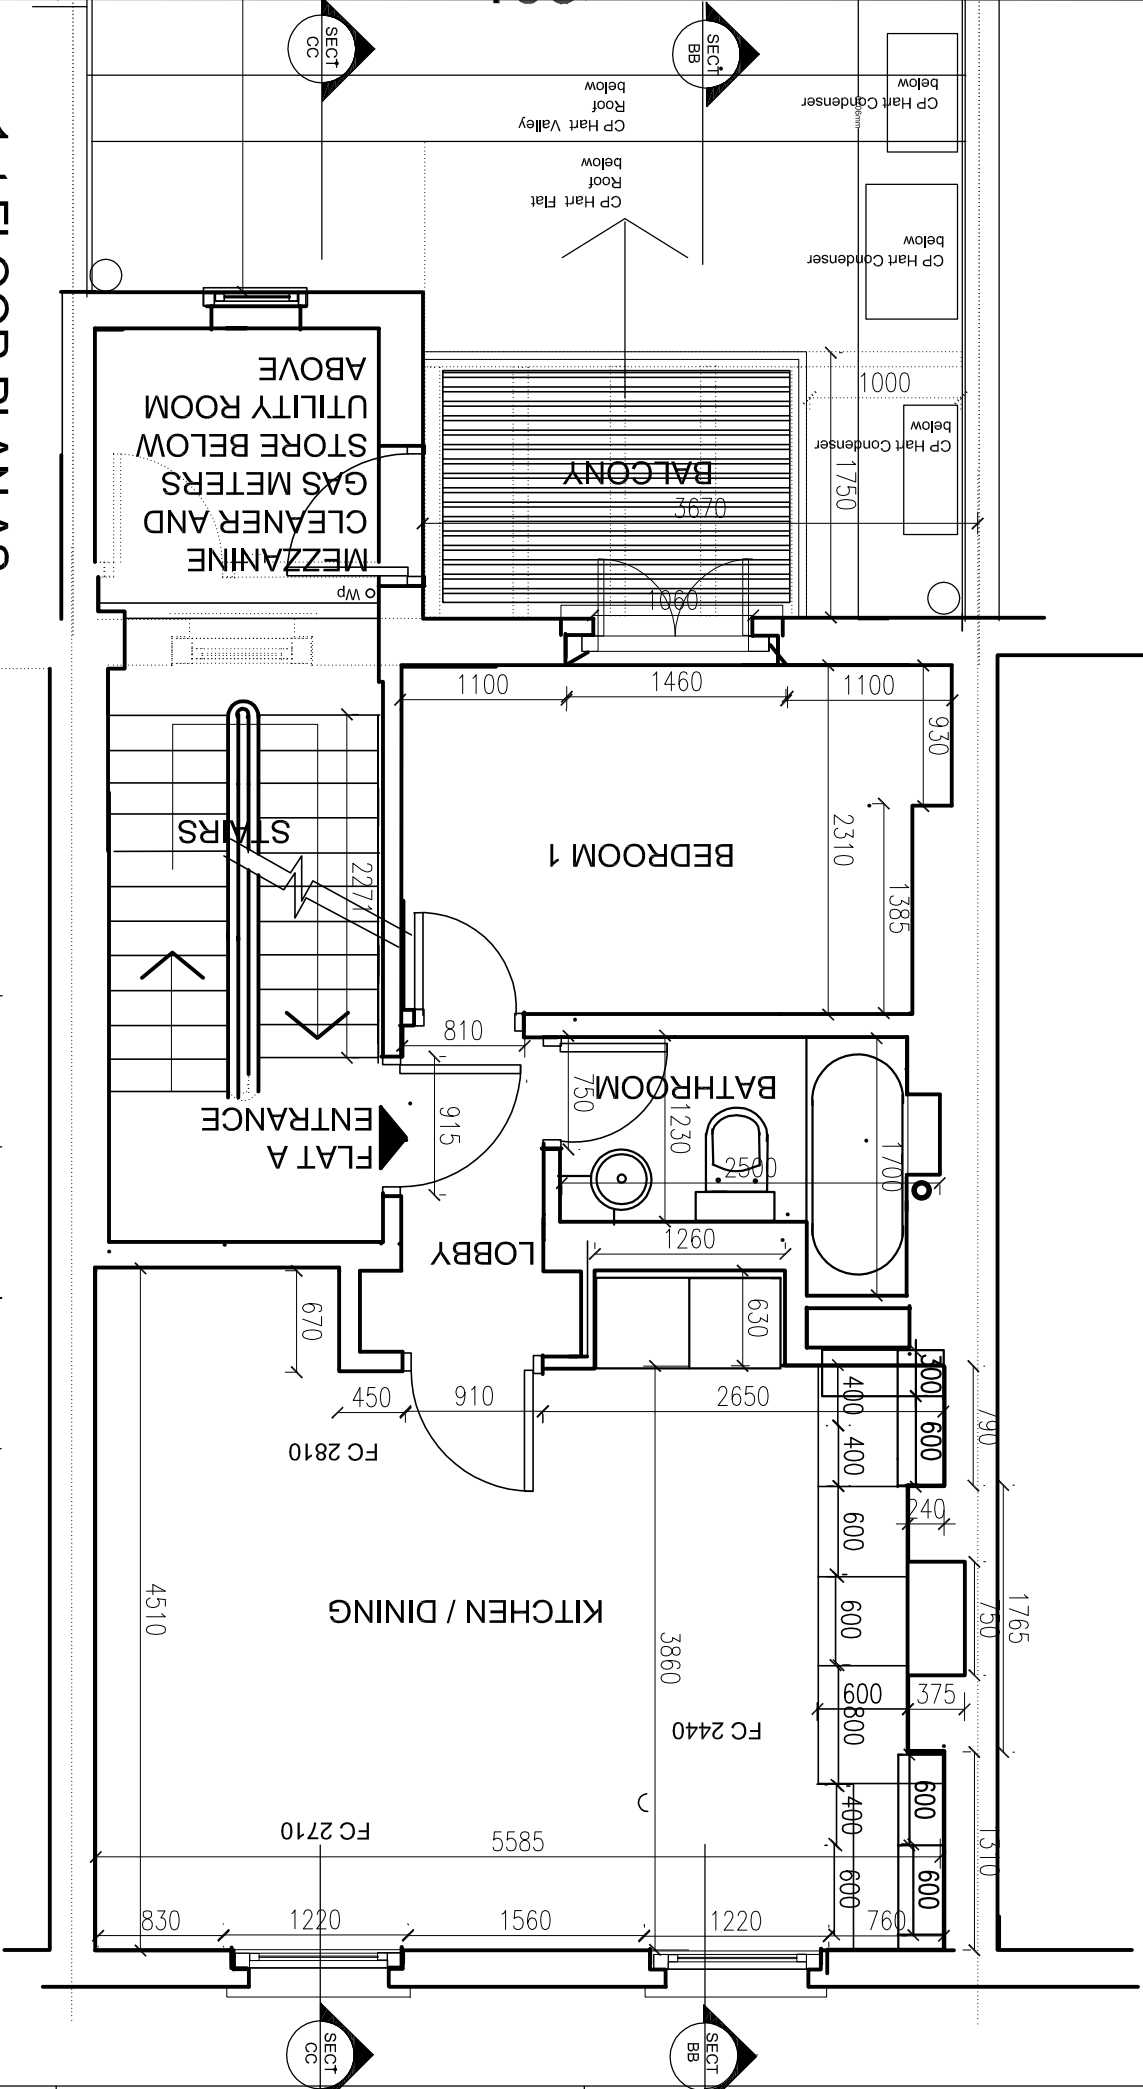 SECT
CC
SECT
BB
CP Hart Condenser
below
CP Hart Valley
Roof
below
CP Hart Flat
Roof
below
CP Hart Condenser
below
CP Hart Condenser
below
1000
1750
BALCONY
3670
1060
MEZZANINE
CLEANER AND
GAS METERS
STORE BELOW
UTILITY ROOM
ABOVE
Wp
1100
1460
1100
930
STAIRS
2271
BEDROOM 1
2310
1385
810
750
BATHROOM
915
1230
FLAT A
ENTRANCE
2500
1700
LOBBY
1260
670
630
450
910
2650
400
300
400
600
790
FC 2810
600
240
4510
KITCHEN / DINING
3860
600
750
1765
600
375
800
FC 2440
FC 2710
5585
400
600
1310
600
600
830
1220
1560
1220
760
SECT
CC
SECT
BB